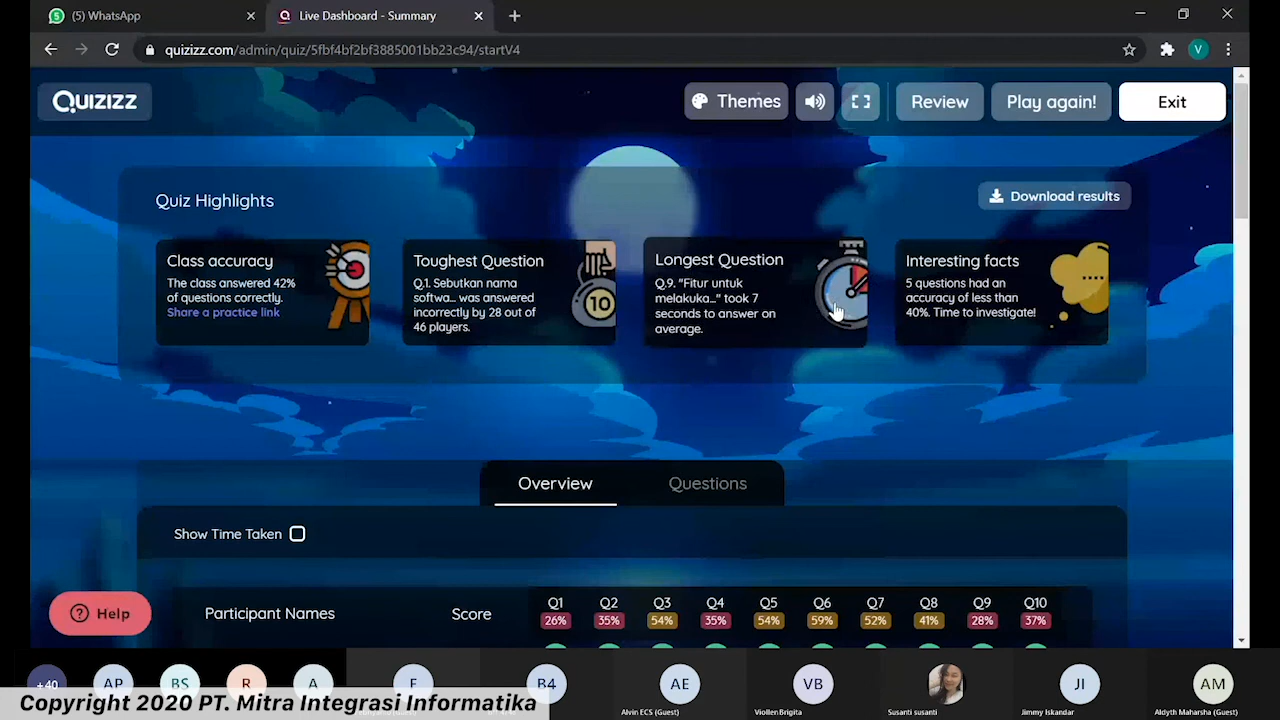 (5) WhatsApp
Live Dashboard - Summary
quizizz.com/admin/quiz/5fbf4bf2bf3885001bb23c94/startV4
V
QUIZIZZ
Themes
Review
Play again!
Exit
Quiz Highlights
Download results
Class accuracy
The class answered 42%
of questions correctly.
Share a practice link
Toughest Question
Q.1. Sebutkan nama
softwa... was answered
incorrectly by 28 out of
46 players.
10
Longest Question
Q.9. "Fitur untuk
melakuka..." took 7
seconds to answer on
average.
Interesting facts
5 questions had an
accuracy of less than
40%. Time to investigate!
Overview
Questions
Show Time Taken
Help
Participant Names
Score
Q1 Q2 Q3 Q4 Q5 Q6 Q7 Q8 Q9 Q10
26% 35% 54% 35% 54% 59% 52% 41% 28% 37%
+40 AP BS R A F B4 AE VB JI AM
Copyright 2020 PT. Mitra Integrasi Informatika
Alvin ECS (Guest)
Viollen Brigita
Susanti susanti
Jimmy Iskandar
Aldyth Maharsha (Guest)